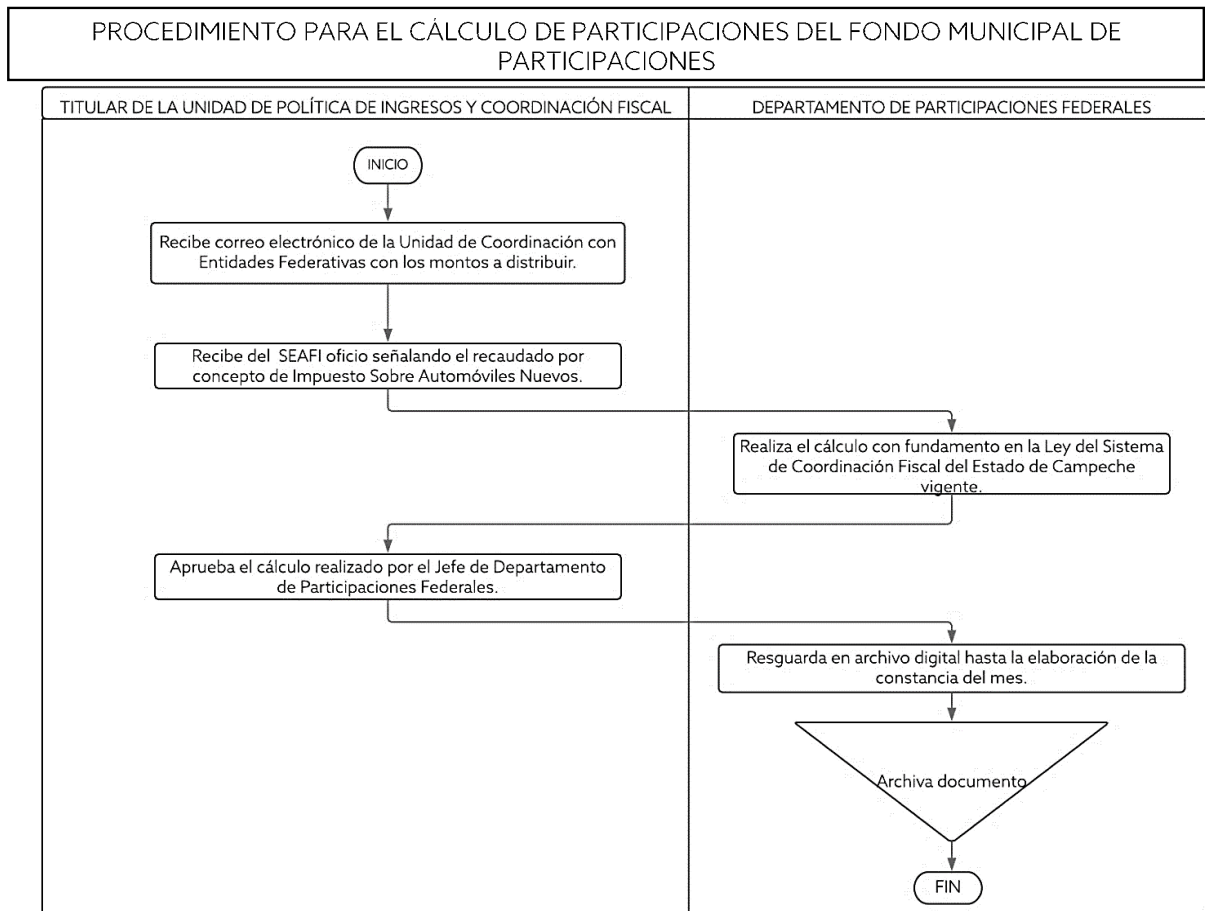 PROCEDIMIENTO PARA EL CÁLCULO DE PARTICIPACIONES DEL FONDO MUNICIPAL DE
PARTICIPACIONES
TITULAR DE LA UNIDAD DE POLÍTICA DE INGRESOS Y COORDINACIÓN FISCAL
DEPARTAMENTO DE PARTICIPACIONES FEDERALES
INICIO
Recibe correo electrónico de la Unidad de Coordinación con
Entidades Federativas con los montos a distribuir.
Recibe del SEAFI oficio señalando el recaudado por
concepto de Impuesto Sobre Automóviles Nuevos.
Realiza el cálculo con fundamento en la Ley del Sistema
de Coordinación Fiscal del Estado de Campeche
vigente.
Aprueba el cálculo realizado por el Jefe de Departamento
de Participaciones Federales.
Resguarda en archivo digital hasta la elaboración de la
constancia del mes.
Archiva documento
FIN